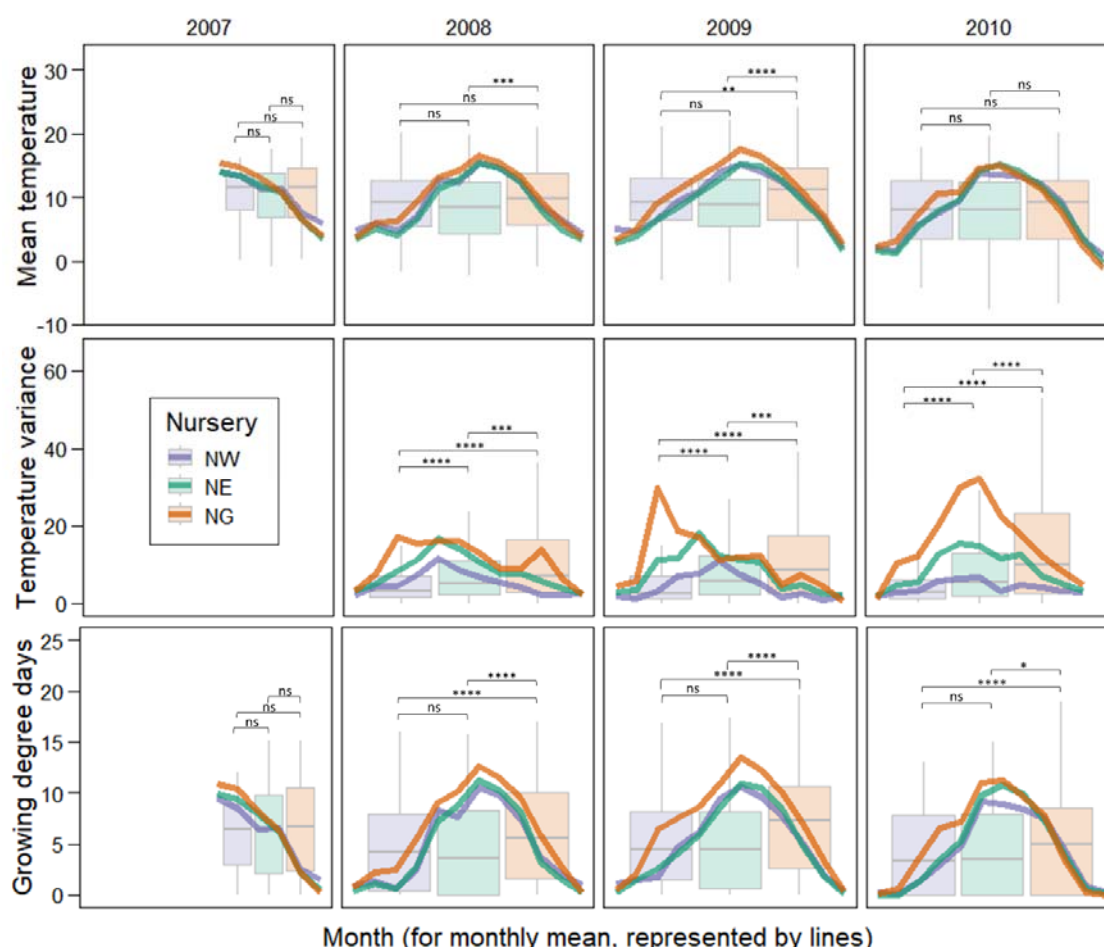 2007 2008 2009 2010
Mean temperature
30
20
10
0
-10
ns
ns
ns
***
ns
ns
****
**
ns
ns
ns
ns
Temperature variance
60
40
20
0
Nursery
NW
NE
NG
***
****
****
***
****
****
****
****
****
Growing degree days
25
20
15
10
5
0
ns
ns
ns
****
****
ns
****
****
ns
*
****
ns
Month (for monthly mean, represented by lines)